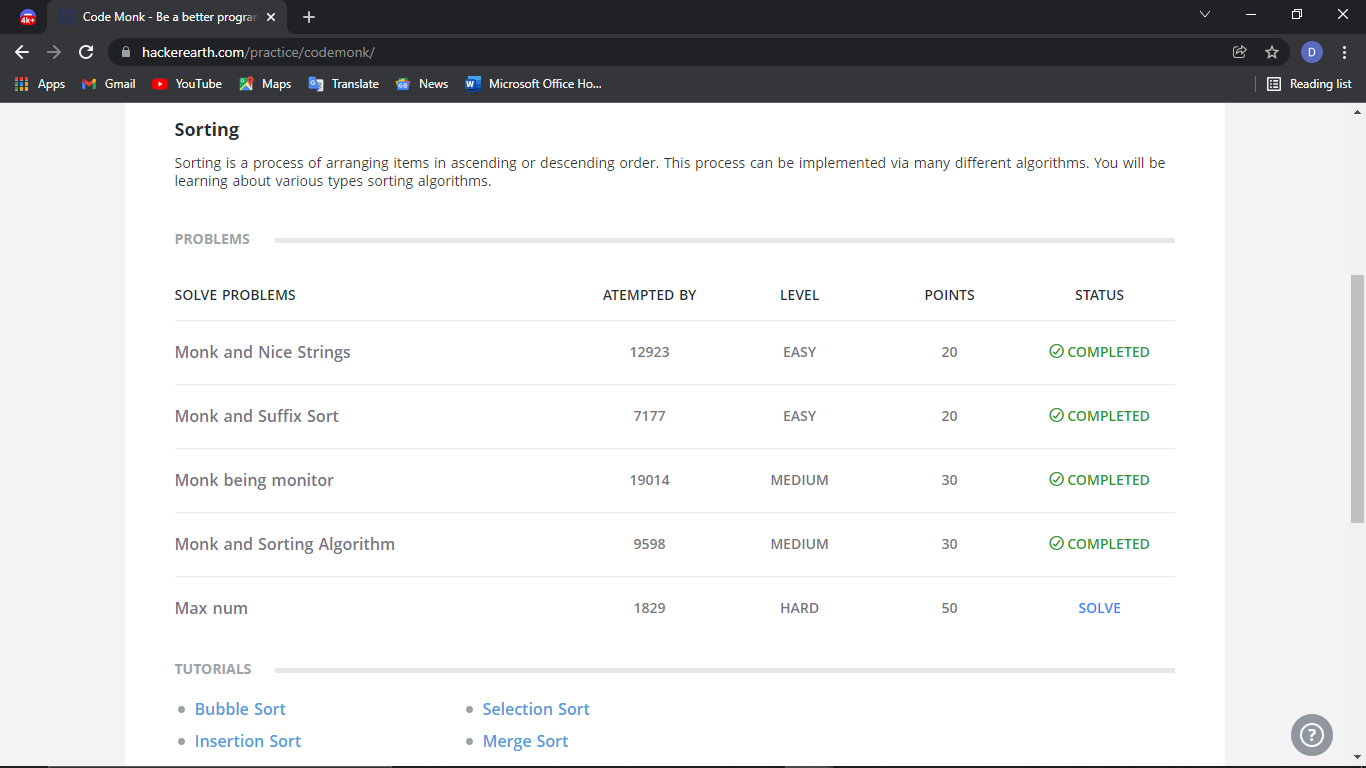 4k+
Code Monk - Be a better progra
hackerearth.com/practice/codemonk/
D
Apps
Gmail
YouTube
Maps
Translate
News
Microsoft Office Ho...
Reading list
Sorting
Sorting is a process of arranging items in ascending or descending order. This process can be implemented via many different algorithms. You will be
learning about various types sorting algorithms.
PROBLEMS
SOLVE PROBLEMS ATEMPTED BY LEVEL POINTS STATUS
Monk and Nice Strings 12923 EASY 20 COMPLETED
Monk and Suffix Sort 7177 EASY 20 COMPLETED
Monk being monitor 19014 MEDIUM 30 COMPLETED
Monk and Sorting Algorithm 9598 MEDIUM 30 COMPLETED
Max num 1829 HARD 50 SOLVE
TUTORIALS
Bubble Sort Selection Sort
Insertion Sort Merge Sort
?